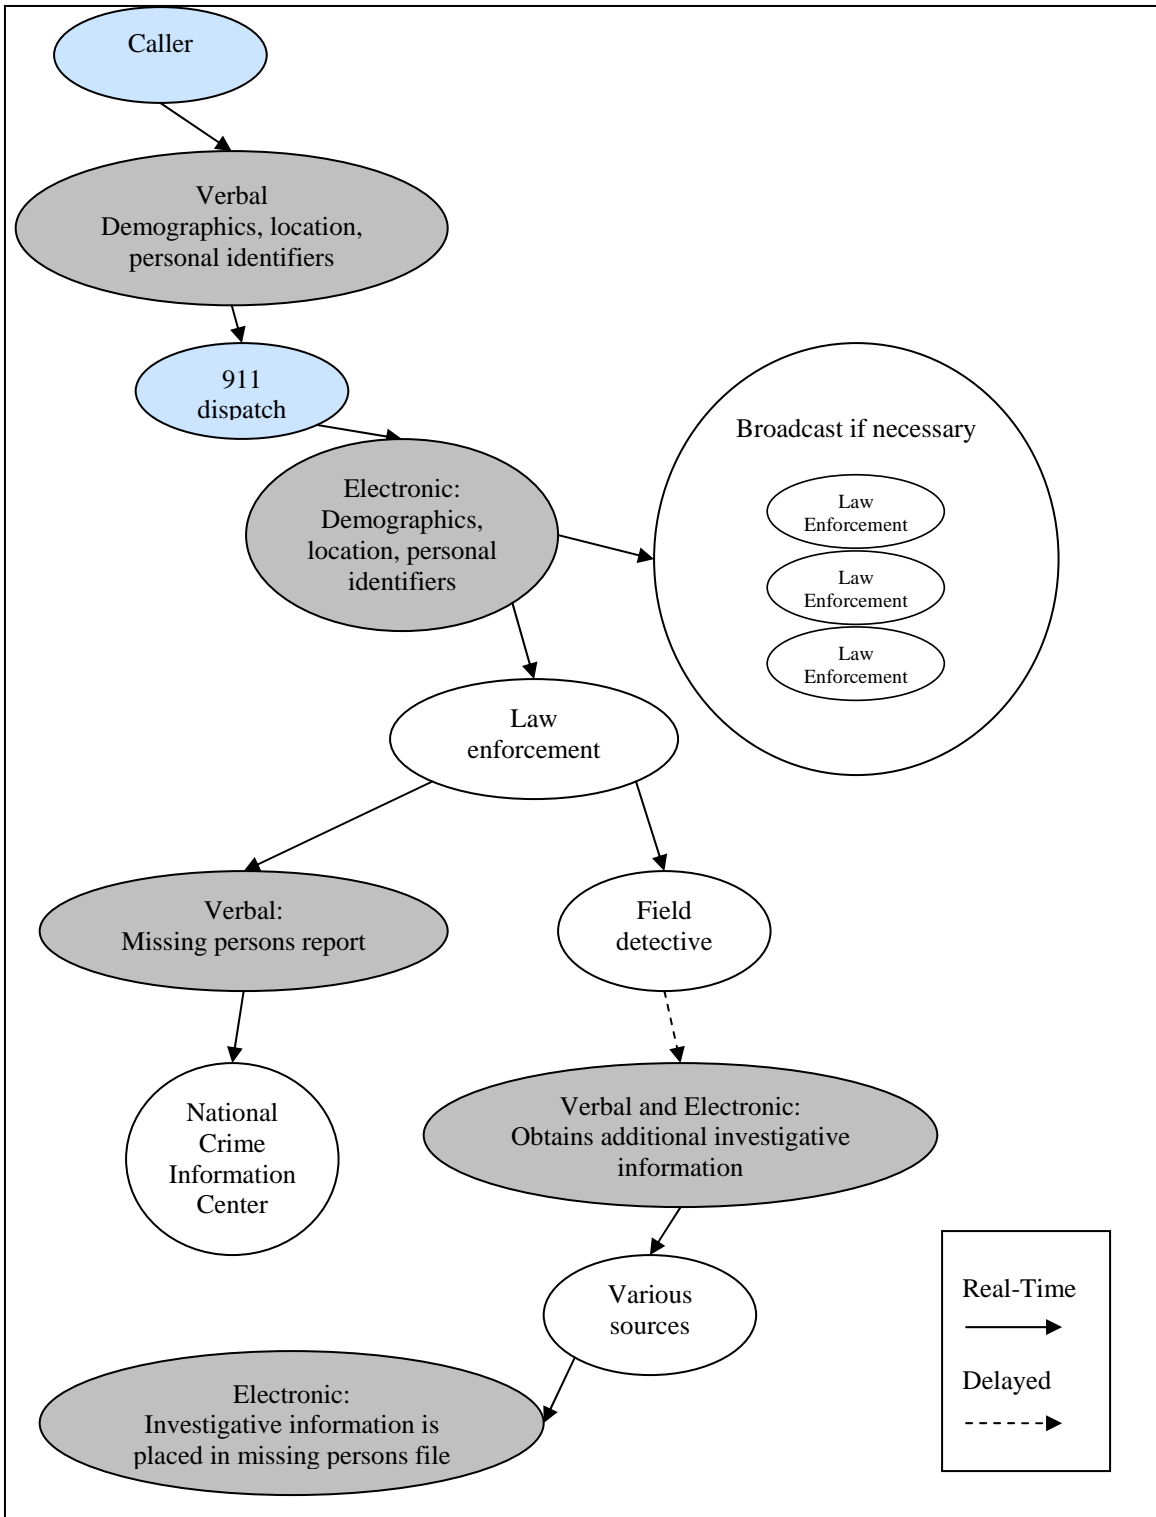 Caller
Verbal
Demographics, location,
personal identifiers
911
dispatch
Electronic:
Demographics,
location, personal
identifiers
Broadcast if necessary
Law
Enforcement
Law
Enforcement
Law
Enforcement
Law
enforcement
Verbal:
Missing persons report
Field
detective
National
Crime
Information
Center
Verbal and Electronic:
Obtains additional investigative
information
Various
sources
Electronic:
Investigative information is
placed in missing persons file
Real-Time
Delayed